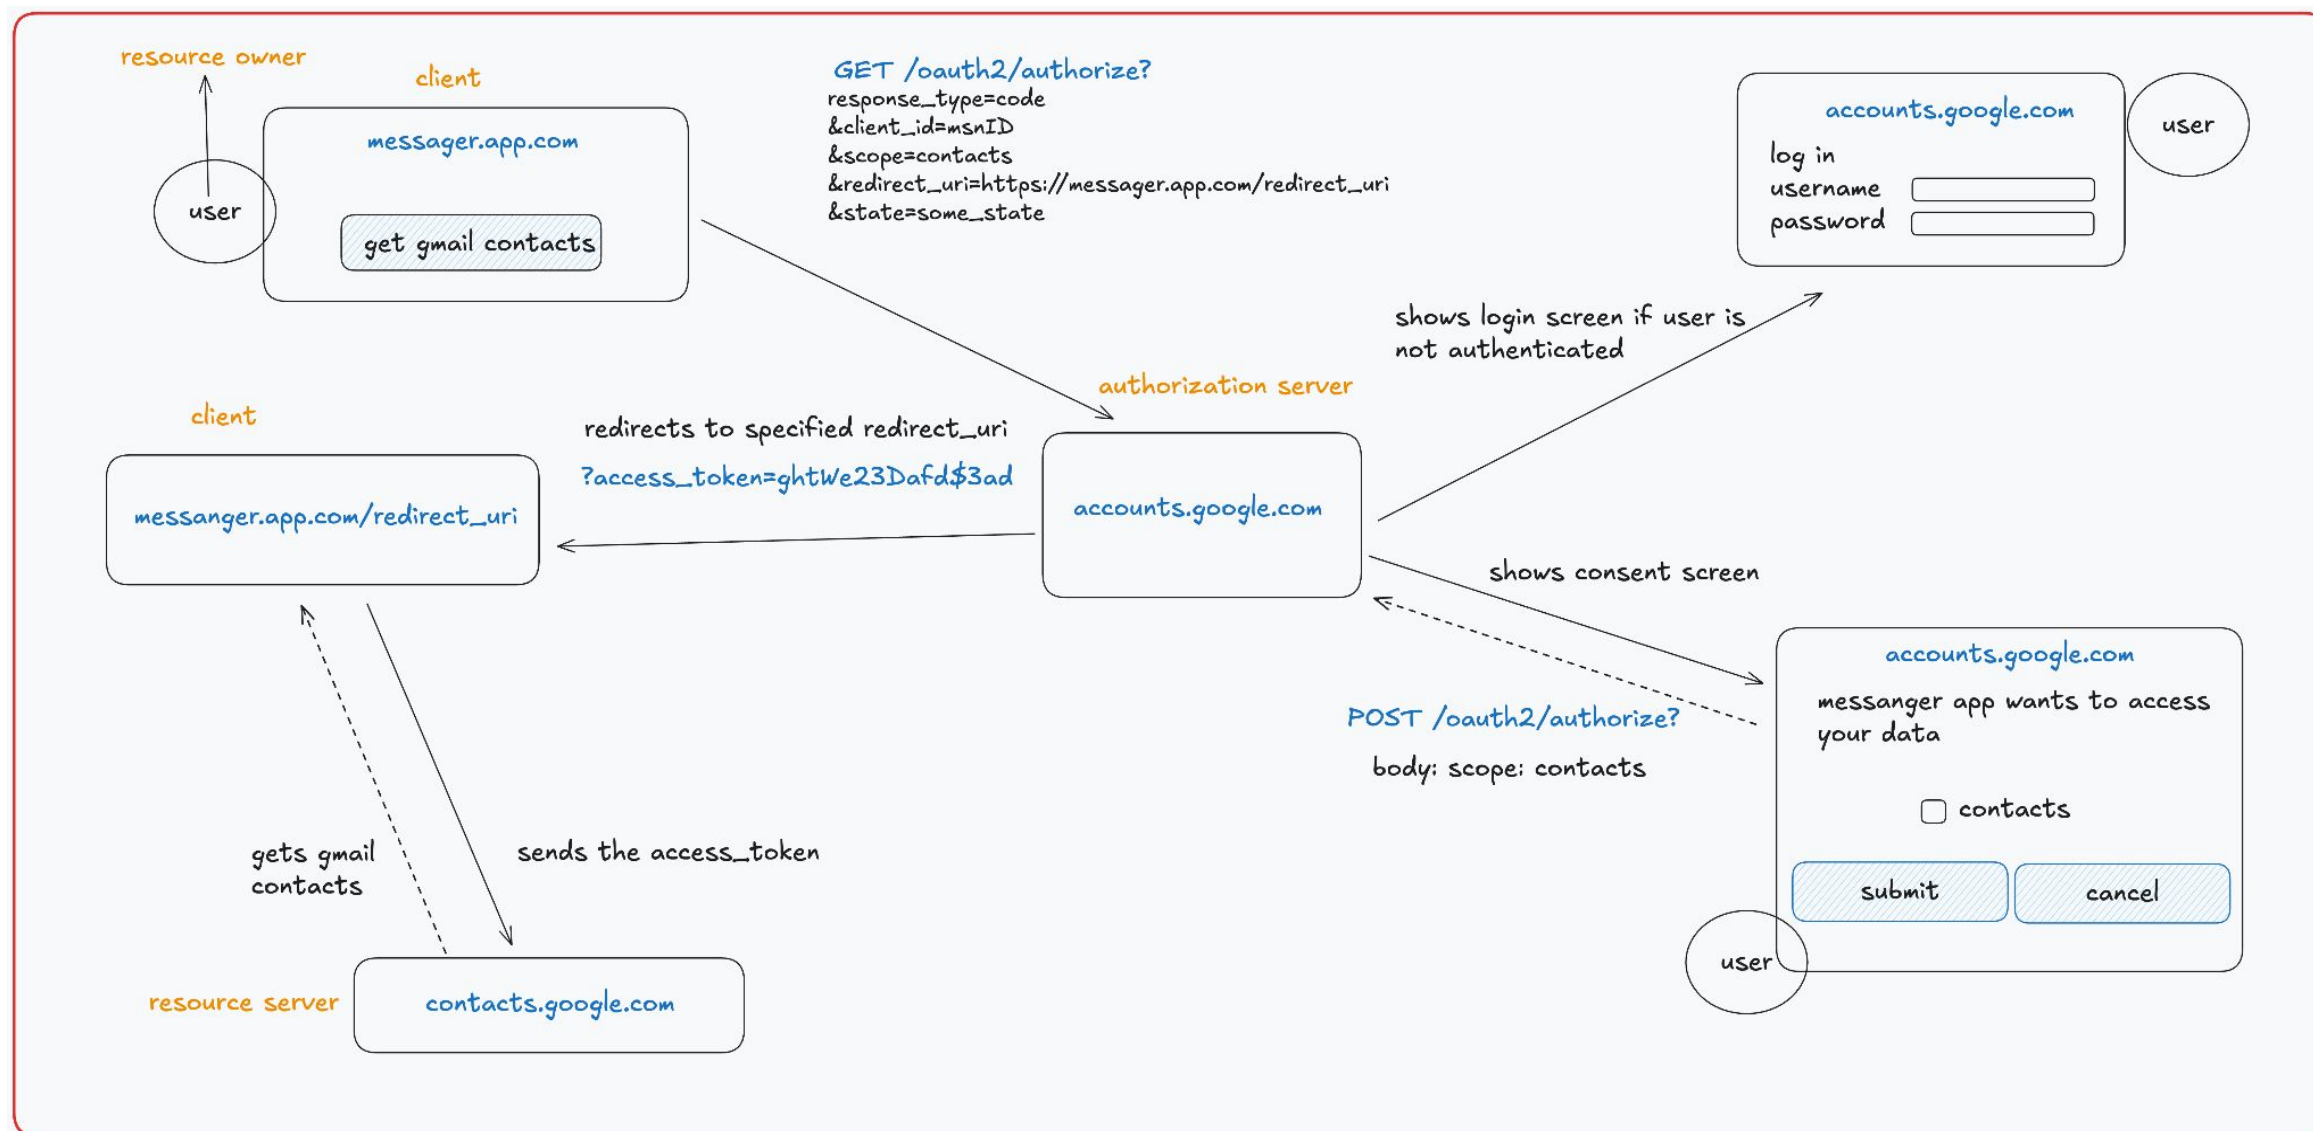 resource owner
client
messager.app.com
user
get gmail contacts
GET /oauth2/authorize?
response_type=code
&client_id=msnID
&scope=contacts
&redirect_uri=https://messager.app.com/redirect_uri
&state=some_state
accounts.google.com
log in
username
password
user
shows login screen if user is
not authenticated
authorization server
accounts.google.com
client
redirects to specified redirect_uri
?access_token=ghtWe23Dafd$3ad
messanger.app.com/redirect_uri
shows consent screen
accounts.google.com
messanger app wants to access
your data
contacts
submit
cancel
user
POST /oauth2/authorize?
body: scope: contacts
gets gmail
contacts
sends the access_token
resource server
contacts.google.com